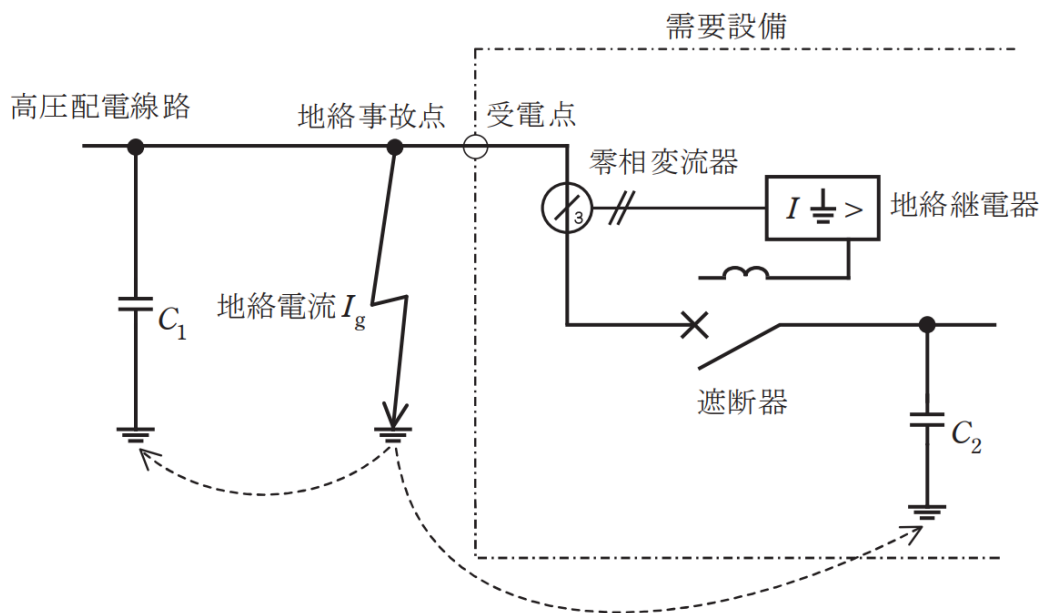 需要設備
高圧配電線路
地絡事故点
受電点
零相変流器
3
I >
地絡継電器
地絡電流 Ig
C1
遮断器
C2